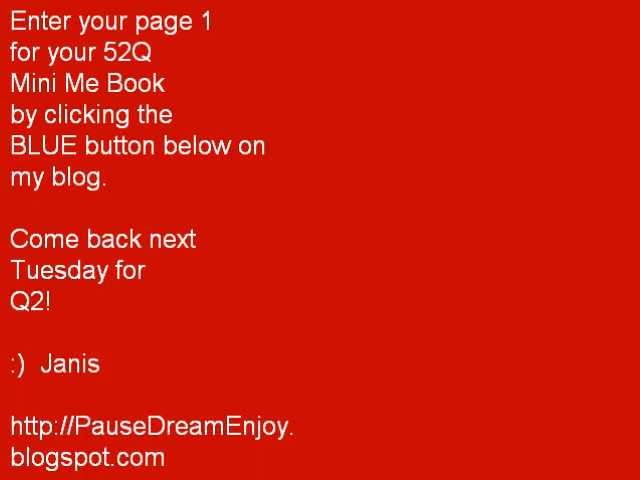 Enter your page 1
for your 52Q
Mini Me Book
by clicking the
BLUE button below on
my blog.
Come back next
Tuesday for
Q2!
:)  Janis
http://PauseDreamEnjoy.
blogspot.com